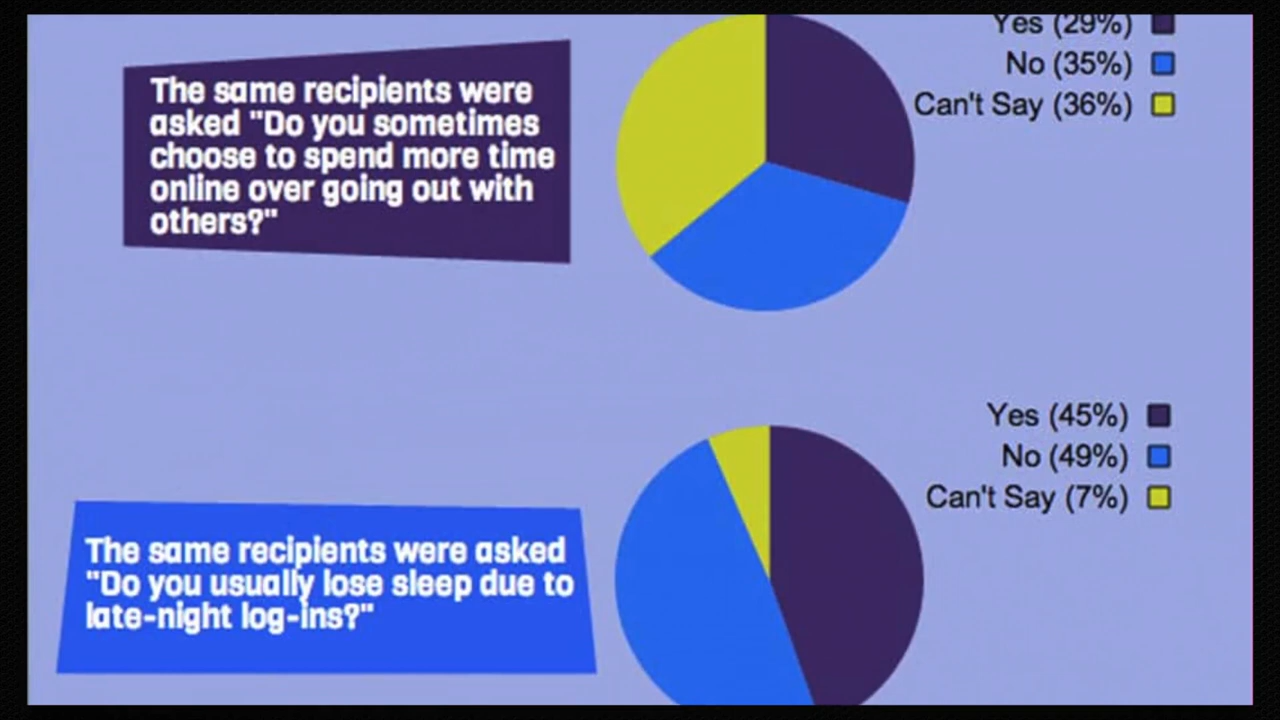 The same recipients were
asked "Do you sometimes
choose to spend more time
online over going out with
others?"
Yes (29%)
No (35%)
Can't Say (36%)
The same recipients were asked
"Do you usually lose sleep due to
late-night log-ins?"
Yes (45%)
No (49%)
Can't Say (7%)